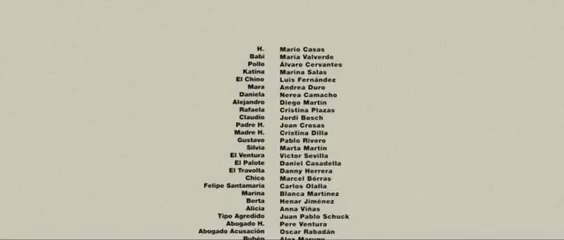 H. Mario Casas
Babi María Valverde
Pollo Álvaro Cervantes
Katina Marina Salas
El Chino Luis Fernández
Mara Andrea Duro
Daniela Nerea Camacho
Alejandro Diego Martín
Rafaela Cristina Plazas
Claudio Jordi Bosch
Padre H. Joan Crosas
Madre H. Cristina Dilla
Gustavo Pablo Rivero
Silvia Marta Martín
El Ventura Victor Sevilla
El Palote Daniel Casadella
El Travolta Danny Herrera
Chico Marcel Bórras
Felipe Santamaría Carlos Olalla
Marina Blanca Martínez
Berta Henar Jiménez
Alicia Anna Viñas
Tipo Agredido Juan Pablo Schuck
Abogado H. Pere Ventura
Abogado Acusación Oscar Rabadán
Rubén